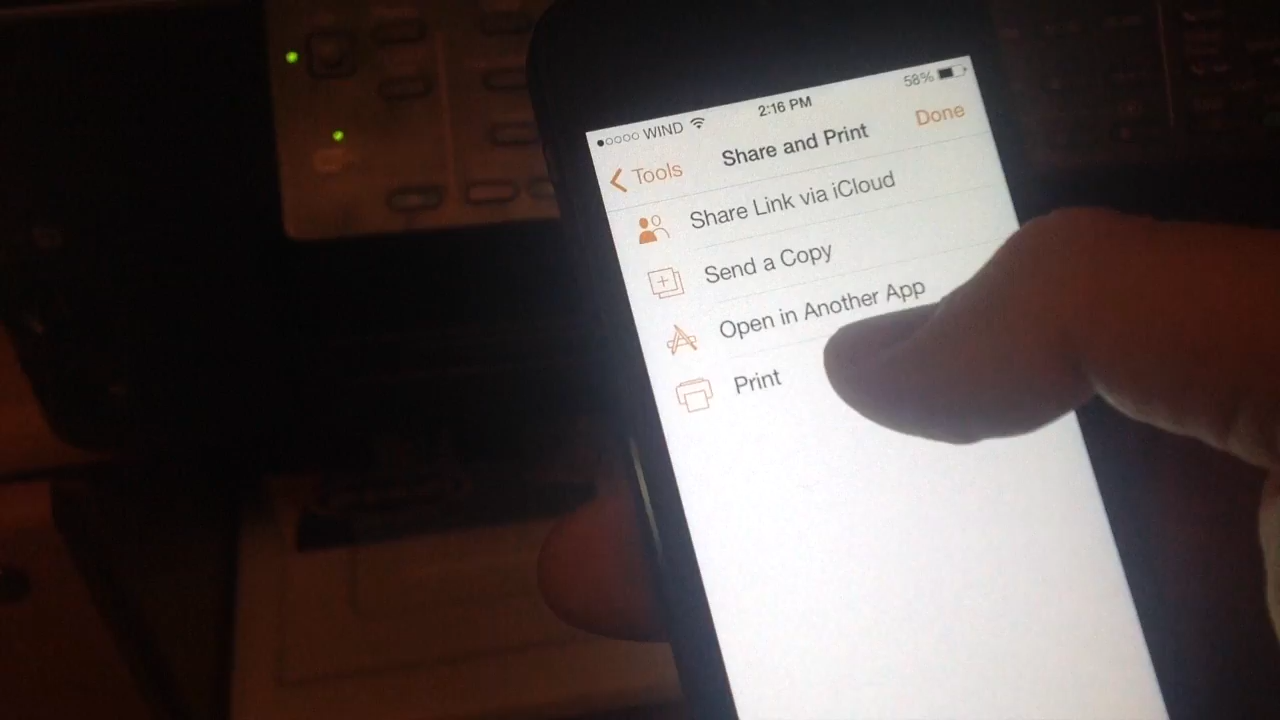 WIND 2:16 PM 58%
Tools Share and Print Done
Share Link via iCloud
Send a Copy
Open in Another App
Print